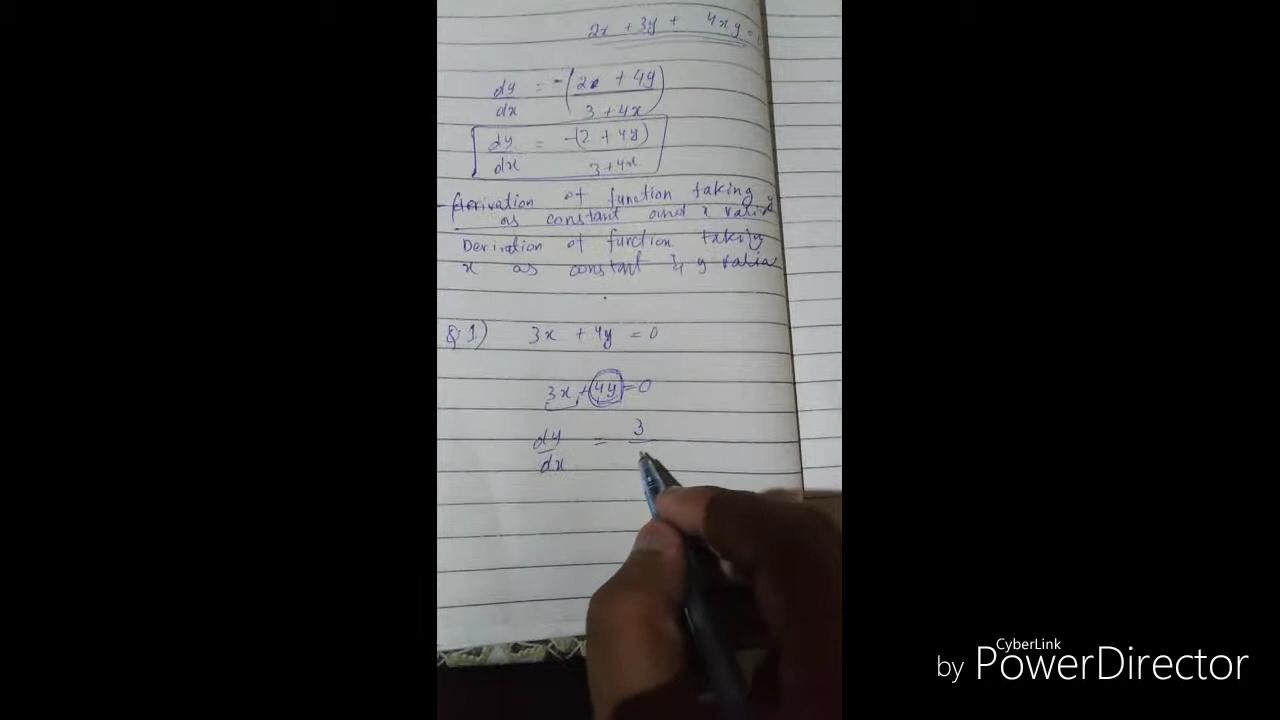 2x + 3y + 4xy = 0
dy/dx = -(2x + 4y / 3 + 4x)
dy/dx = -(2 + 4y) / 3 + 4x
Derivation of function taking y
as constant and x
Derivation of function taking
x as constant & y
Q.1) 3x + 4y = 0
3x + 4y = 0
dy/dx = 3
CyberLink
by PowerDirector